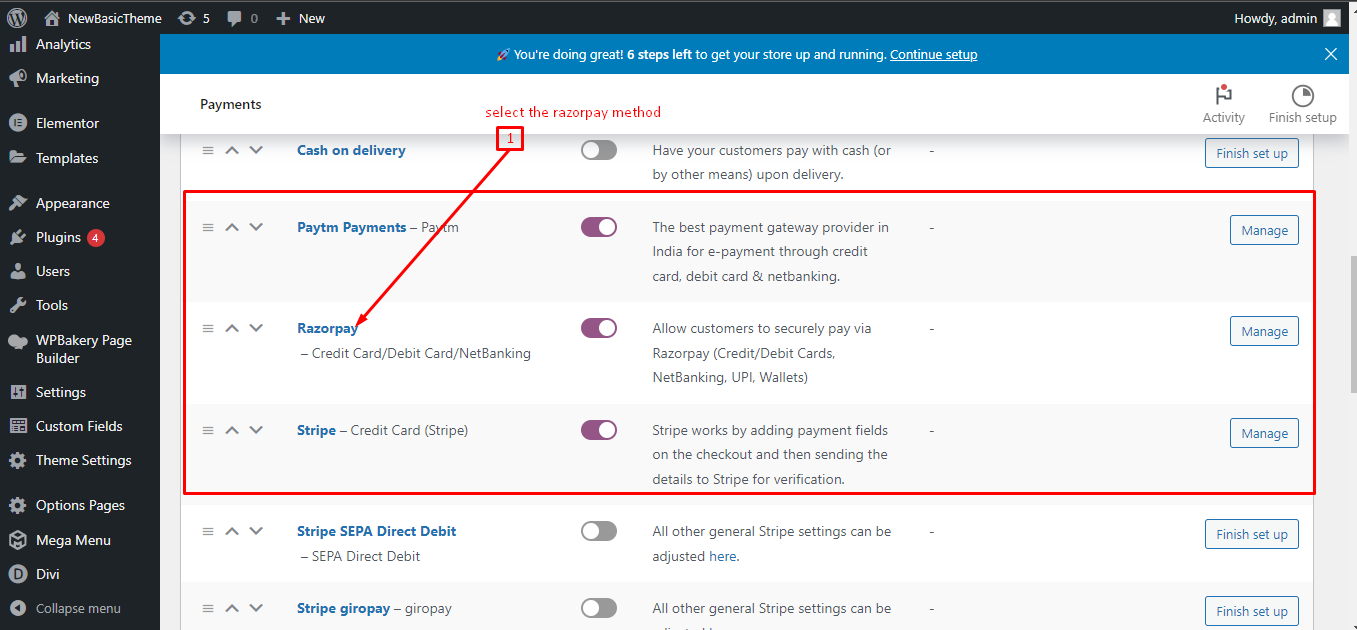 NewBasicTheme 5 0 New Howdy, admin
Analytics
Marketing
Elementor
Templates
Appearance
Plugins 4
Users
Tools
WPBakery Page
Builder
Settings
Custom Fields
Theme Settings
Options Pages
Mega Menu
Divi
Collapse menu
🚀 You're doing great! 6 steps left to get your store up and running. Continue setup
Payments
Activity
Finish setup
select the razorpay method
1
Cash on delivery
Have your customers pay with cash (or
by other means) upon delivery.
-
Finish set up
Paytm Payments – Paytm
The best payment gateway provider in
India for e-payment through credit
card, debit card & netbanking.
-
Manage
Razorpay
– Credit Card/Debit Card/NetBanking
Allow customers to securely pay via
Razorpay (Credit/Debit Cards,
NetBanking, UPI, Wallets)
-
Manage
Stripe – Credit Card (Stripe)
Stripe works by adding payment fields
on the checkout and then sending the
details to Stripe for verification.
-
Manage
Stripe SEPA Direct Debit
– SEPA Direct Debit
All other general Stripe settings can be
adjusted here.
-
Finish set up
Stripe giropay – giropay
All other general Stripe settings can be
-
Finish set up